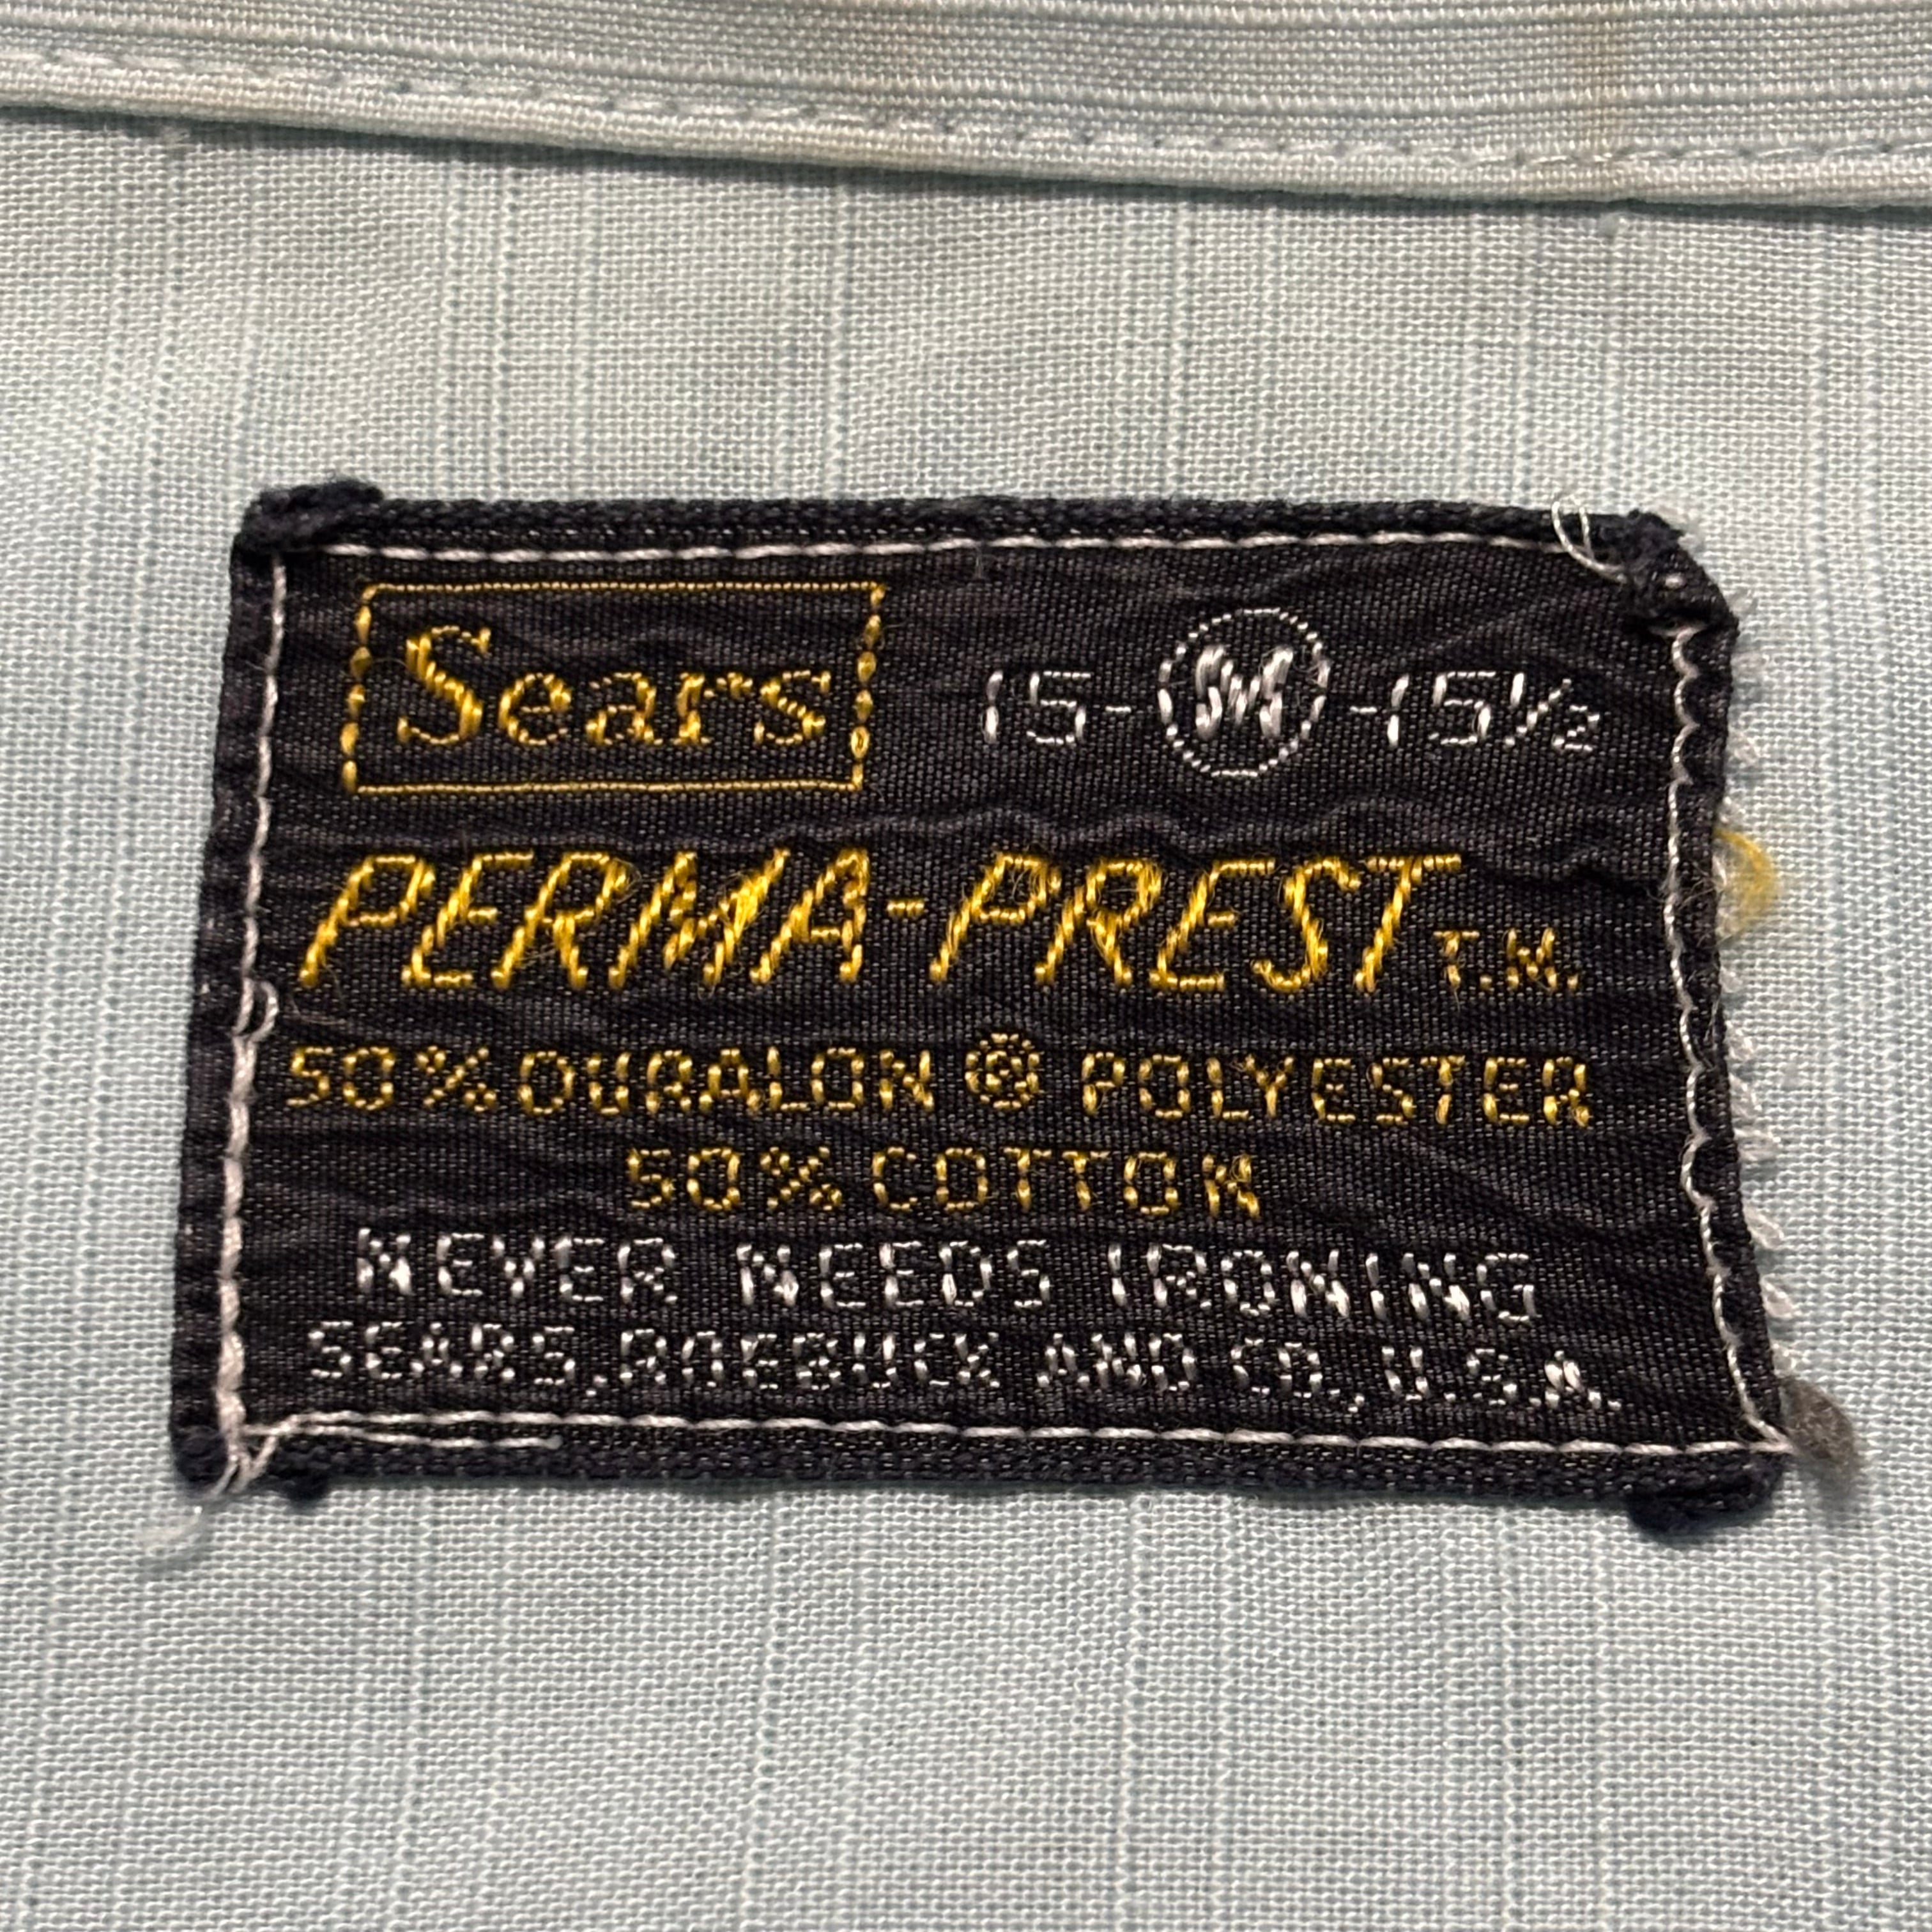 Sears 15-M-15½
PERMA-PREST T.M.
50% DURALON ® POLYESTER
50% COTTON
NEVER NEEDS IRONING
SEARS, ROEBUCK AND CO., U.S.A.